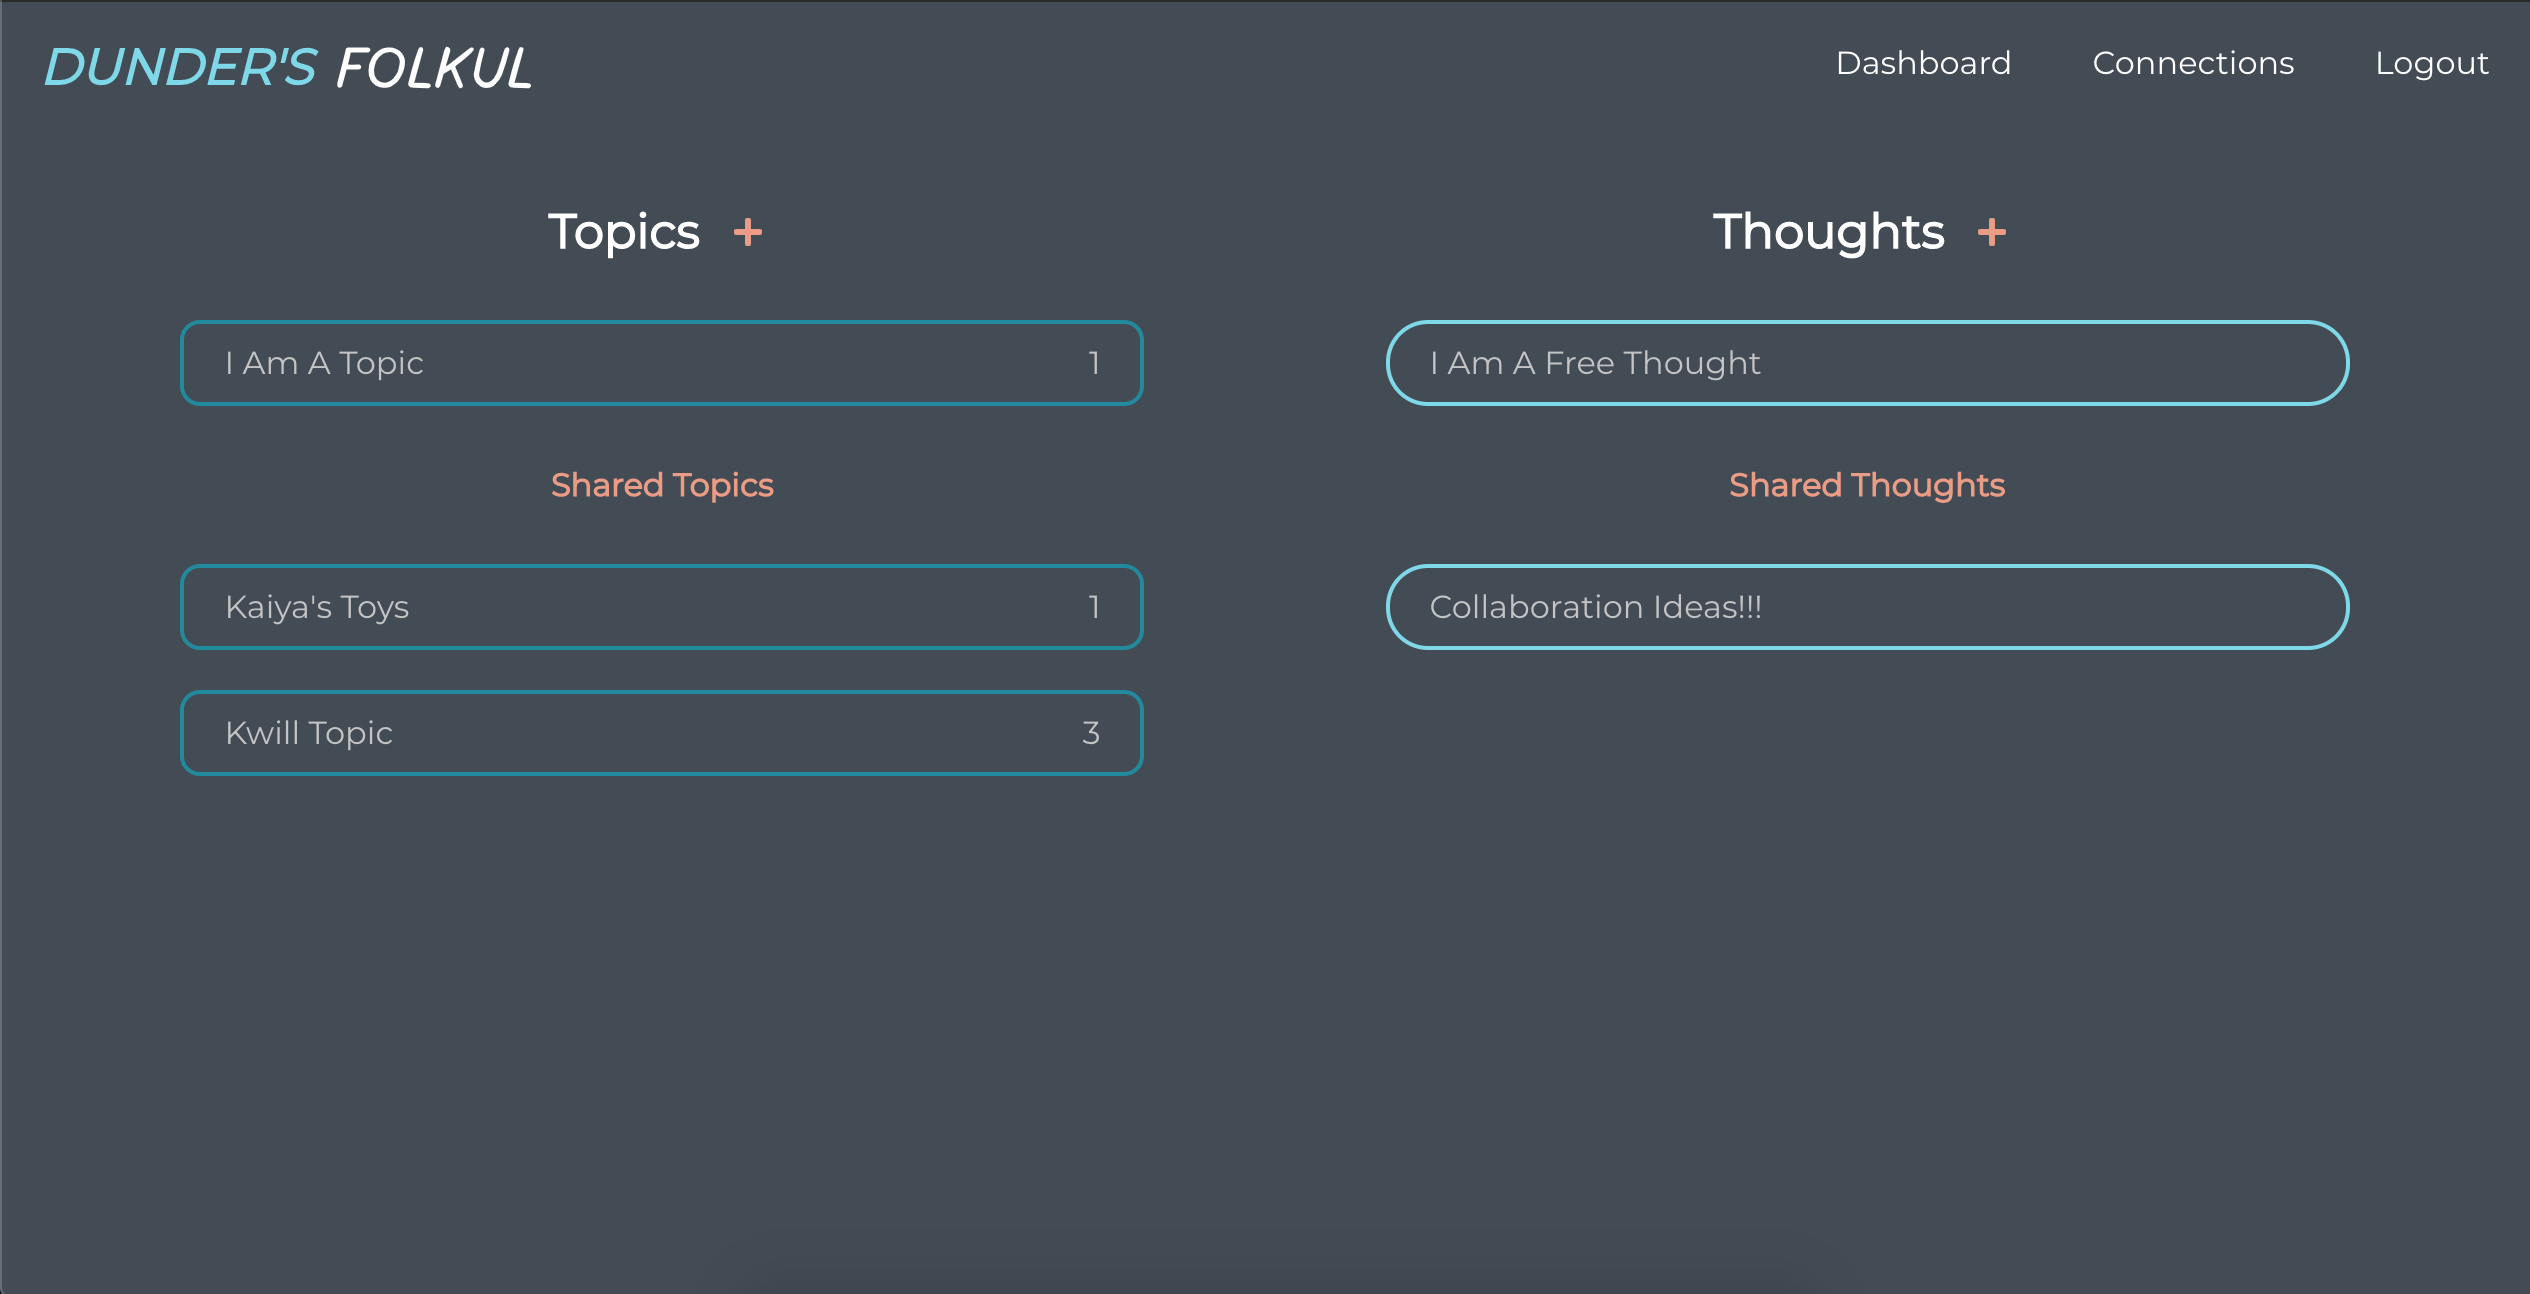 DUNDER'S FOLKUL
Dashboard Connections Logout
Topics +
I Am A Topic 1
Shared Topics
Kaiya's Toys 1
Kwill Topic 3
Thoughts +
I Am A Free Thought
Shared Thoughts
Collaboration Ideas!!!